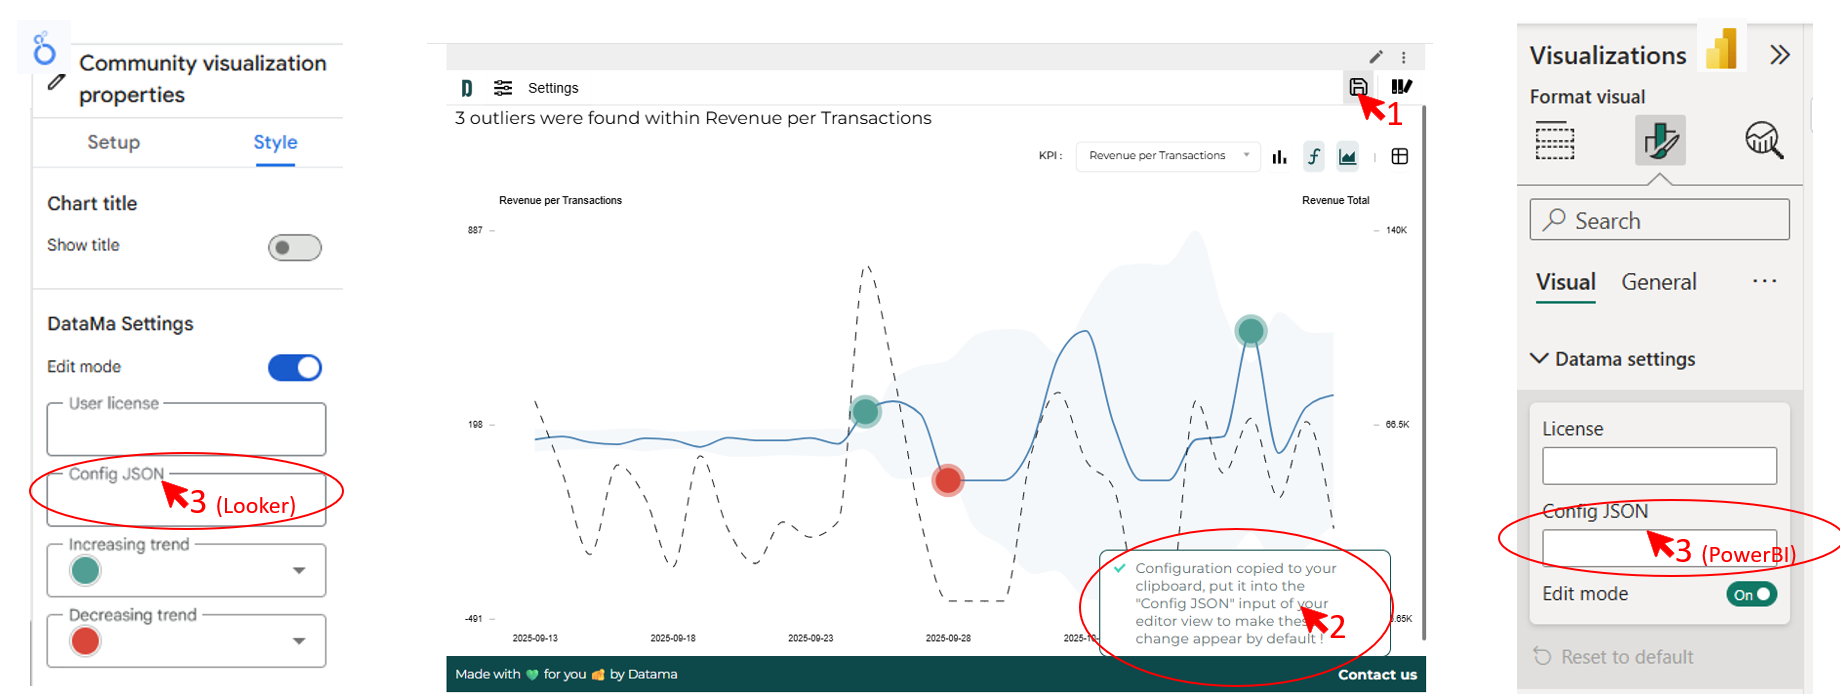 Community visualization
properties
Setup
Style
Chart title
Show title
DataMa Settings
Edit mode
User license
Config JSON
3 (Looker)
Increasing trend
Decreasing trend
Settings
1
3 outliers were found within Revenue per Transactions
KPI :
Revenue per Transactions
Revenue per Transactions
Revenue Total
887
140K
198
66.5K
-491
Configuration copied to your
clipboard, put it into the
"Config JSON" input of your
editor view to make these
change appear by default !
2
2025-09-13
2025-09-18
2025-09-23
2025-09-28
Made with 💚 for you by Datama
Contact us
Visualizations
Format visual
Search
Visual
General
...
Datama settings
License
Config JSON
3 (PowerBI)
Edit mode
On
Reset to default